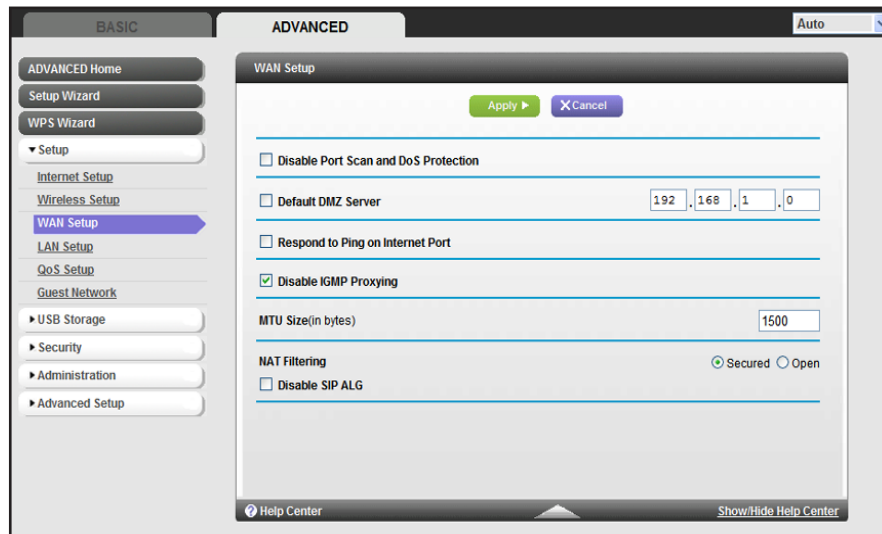 BASIC
ADVANCED
Auto
ADVANCED Home
Setup Wizard
WPS Wizard
Setup
Internet Setup
Wireless Setup
WAN Setup
LAN Setup
QoS Setup
Guest Network
USB Storage
Security
Administration
Advanced Setup
WAN Setup
Apply
Cancel
Disable Port Scan and DoS Protection
Default DMZ Server 192 . 168 . 1 . 0
Respond to Ping on Internet Port
Disable IGMP Proxying
MTU Size(in bytes) 1500
NAT Filtering Secured Open
Disable SIP ALG
Help Center Show/Hide Help Center